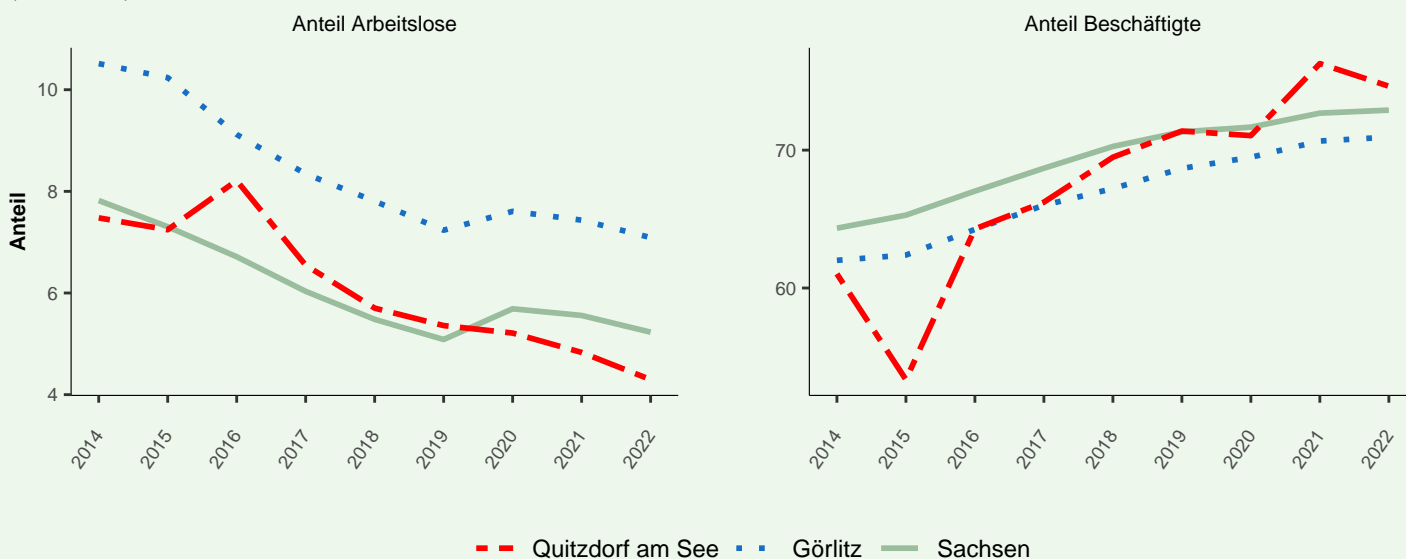 Anteil Arbeitslose
Anteil Beschäftigte
Anteil
10
8
6
4
70
60
2014 2015 2016 2017 2018 2019 2020 2021 2022
2014 2015 2016 2017 2018 2019 2020 2021 2022
Quitzdorf am See Görlitz Sachsen